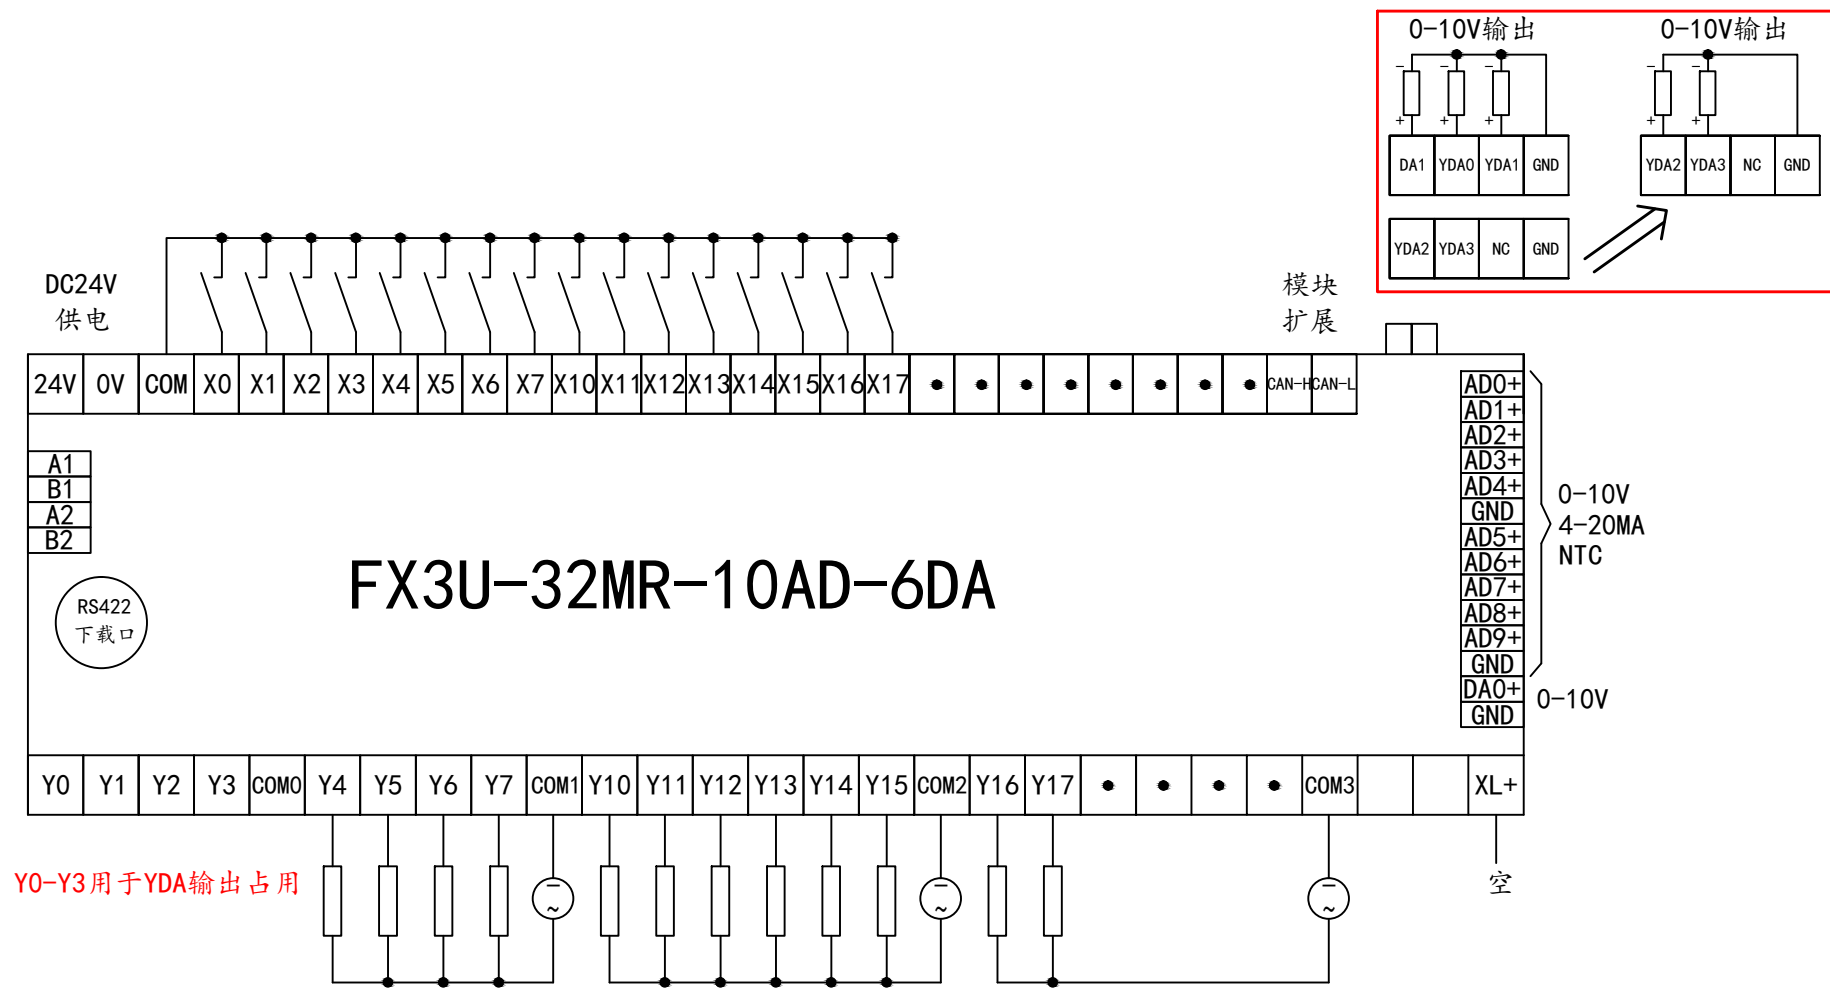 0-10V输出 0-10V输出
- - - - -
+ + + + +
DA1 YDA0 YDA1 GND YDA2 YDA3 NC GND
YDA2 YDA3 NC GND
DC24V
供电
模块
扩展
24V 0V COM X0 X1 X2 X3 X4 X5 X6 X7 X10 X11 X12 X13 X14 X15 X16 X17 CAN-H CAN-L
A1
B1
A2
B2
RS422
下载口
FX3U-32MR-10AD-6DA
AD0+
AD1+
AD2+
AD3+
AD4+
GND
AD5+
AD6+
AD7+
AD8+
AD9+
GND
DA0+
GND
0-10V
4-20MA
NTC
0-10V
Y0 Y1 Y2 Y3 COM0 Y4 Y5 Y6 Y7 COM1 Y10 Y11 Y12 Y13 Y14 Y15 COM2 Y16 Y17 COM3 XL+
Y0-Y3用于YDA输出占用
空